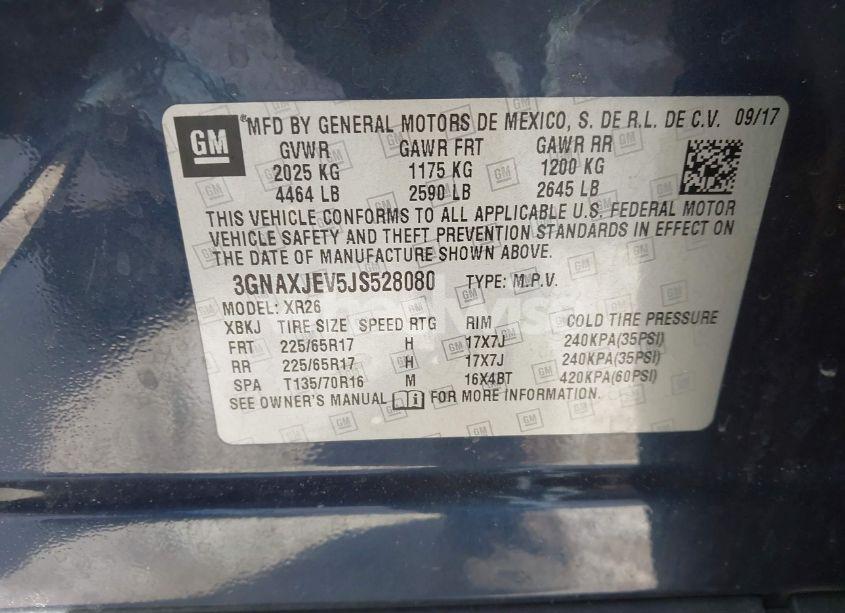 GM ® MFD BY GENERAL MOTORS DE MEXICO, S. DE R.L. DE C.V. 09/17
GVWR GAWR FRT GAWR RR
2025 KG 1175 KG 1200 KG
4464 LB 2590 LB 2645 LB
THIS VEHICLE CONFORMS TO ALL APPLICABLE U.S. FEDERAL MOTOR
VEHICLE SAFETY AND THEFT PREVENTION STANDARDS IN EFFECT ON
THE DATE OF MANUFACTURE SHOWN ABOVE.
3GNAXJEV5JS528080 TYPE: M.P.V.
MODEL: XR26
XBKJ TIRE SIZE SPEED RTG RIM COLD TIRE PRESSURE
FRT 225/65R17 H 17X7J 240KPA(35PSI)
RR 225/65R17 H 17X7J 240KPA(35PSI)
SPA T135/70R16 M 16X4BT 420KPA(60PSI)
SEE OWNER'S MANUAL FOR MORE INFORMATION.